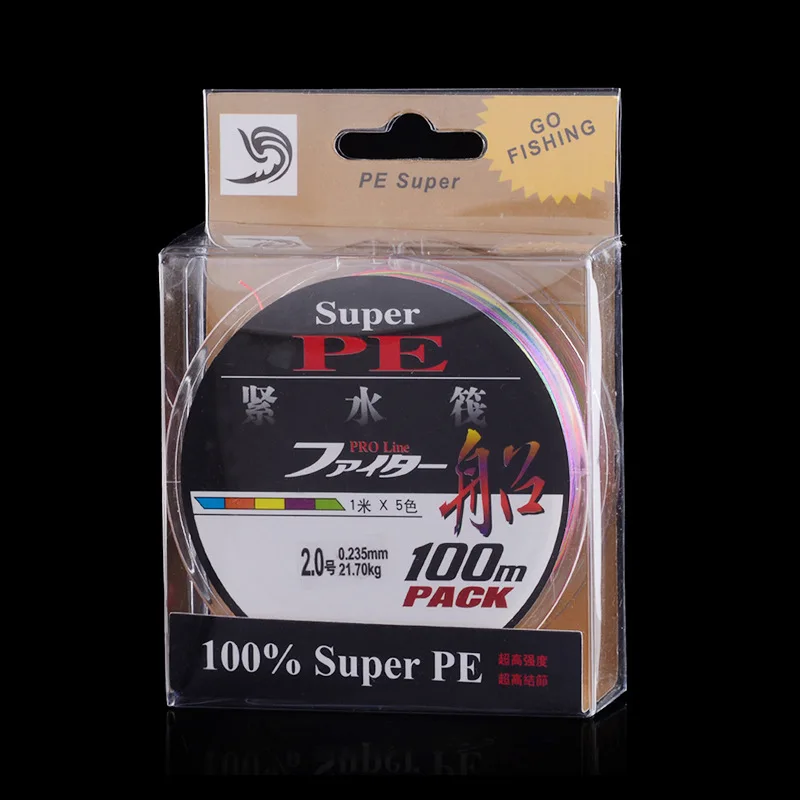 GO
FISHING
PE Super
Super
PE
紧水筏
PRO Line
ファイター船
1米 X 5色
2.0号 0.235mm
21.70kg
100m
PACK
100% Super PE
超高强度
超高結節